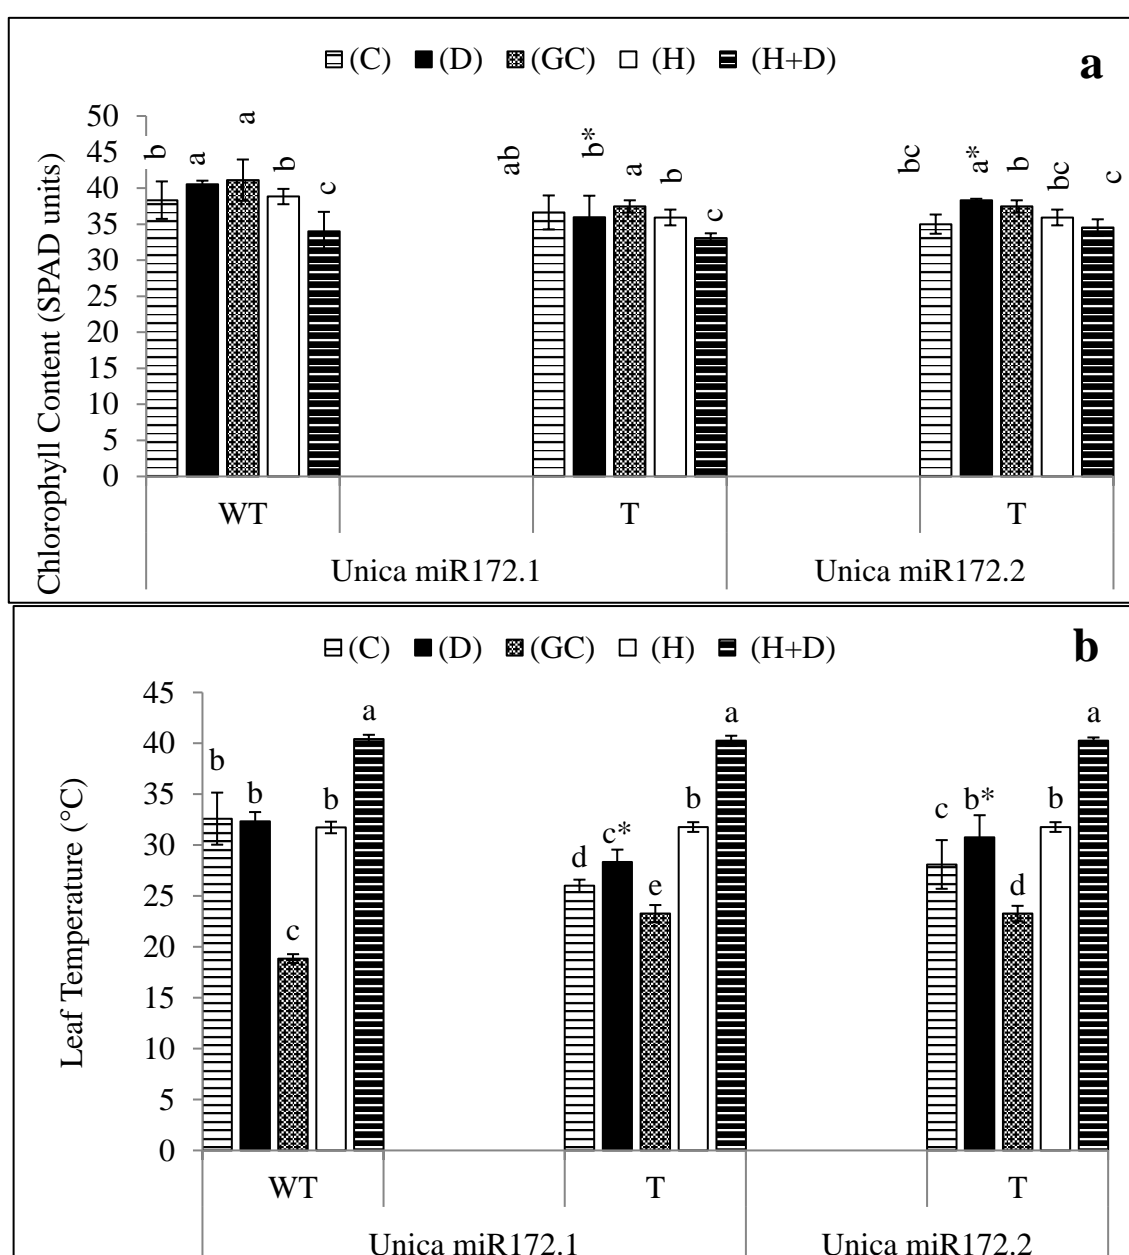 (C) (D) (GC) (H) (H+D)
a
Chlorophyll Content (SPAD units)
50
45
40
35
30
25
20
15
10
5
0
b a a b c
ab b* a b c
bc a* b bc c
WT T T
Unica miR172.1 Unica miR172.2
(C) (D) (GC) (H) (H+D)
b
Leaf Temperature (°C)
45
40
35
30
25
20
15
10
5
0
b b c b a
d c* e b a
c b* d b a
WT T T
Unica miR172.1 Unica miR172.2